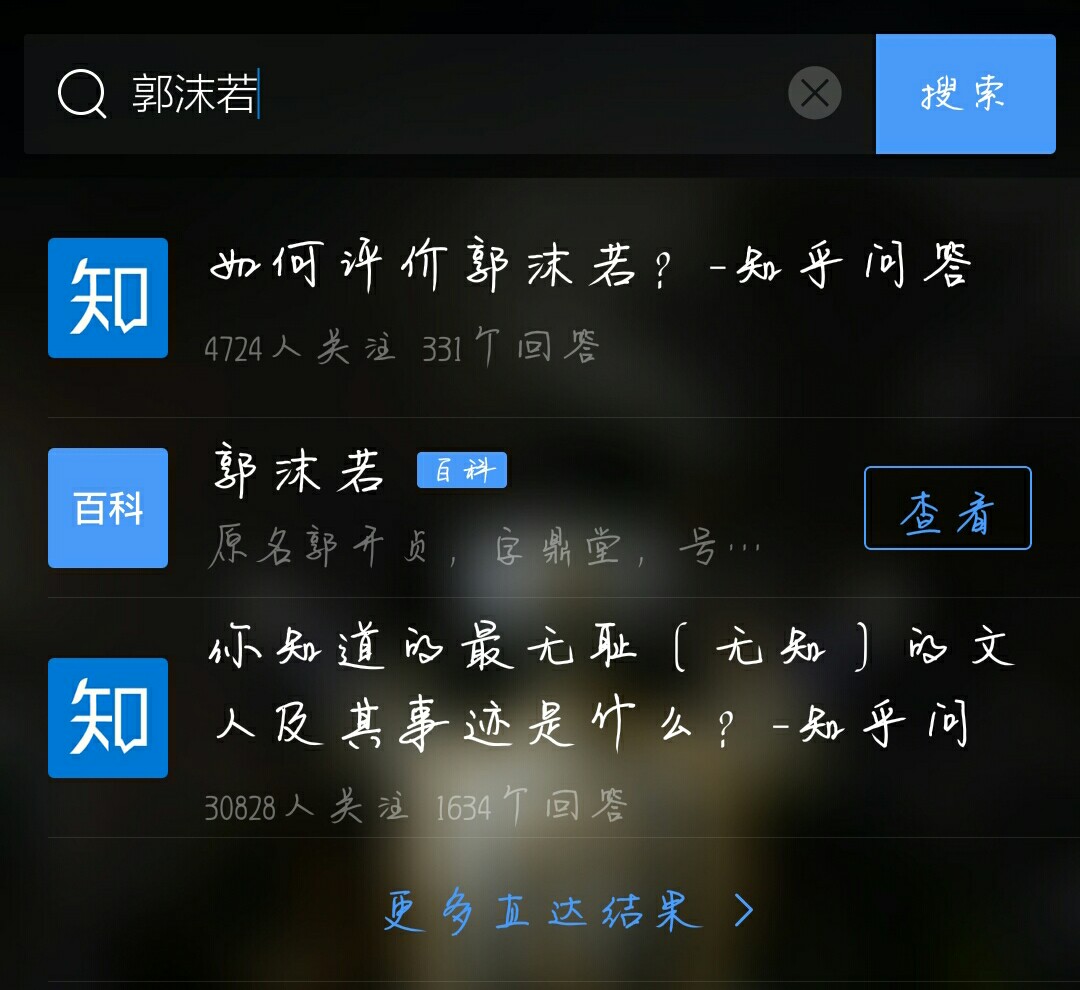 郭沫若
搜索
知
如何评价郭沫若？-知乎问答
4724人关注 331个回答
百科
郭沫若 百科
原名郭开贞，字鼎堂，号…
查看
知
你知道的最无耻（无知）的文
人及其事迹是什么？-知乎问
30828人关注 1634个回答
更多直达结果